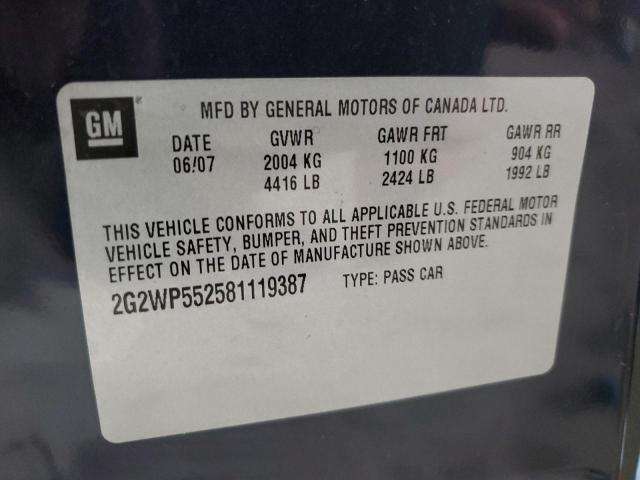 GM
MFD BY GENERAL MOTORS OF CANADA LTD.
DATE GVWR GAWR FRT GAWR RR
06/07 2004 KG 1100 KG 904 KG
4416 LB 2424 LB 1992 LB
THIS VEHICLE CONFORMS TO ALL APPLICABLE U.S. FEDERAL MOTOR
VEHICLE SAFETY, BUMPER, AND THEFT PREVENTION STANDARDS IN
EFFECT ON THE DATE OF MANUFACTURE SHOWN ABOVE.
2G2WP552581119387 TYPE: PASS CAR